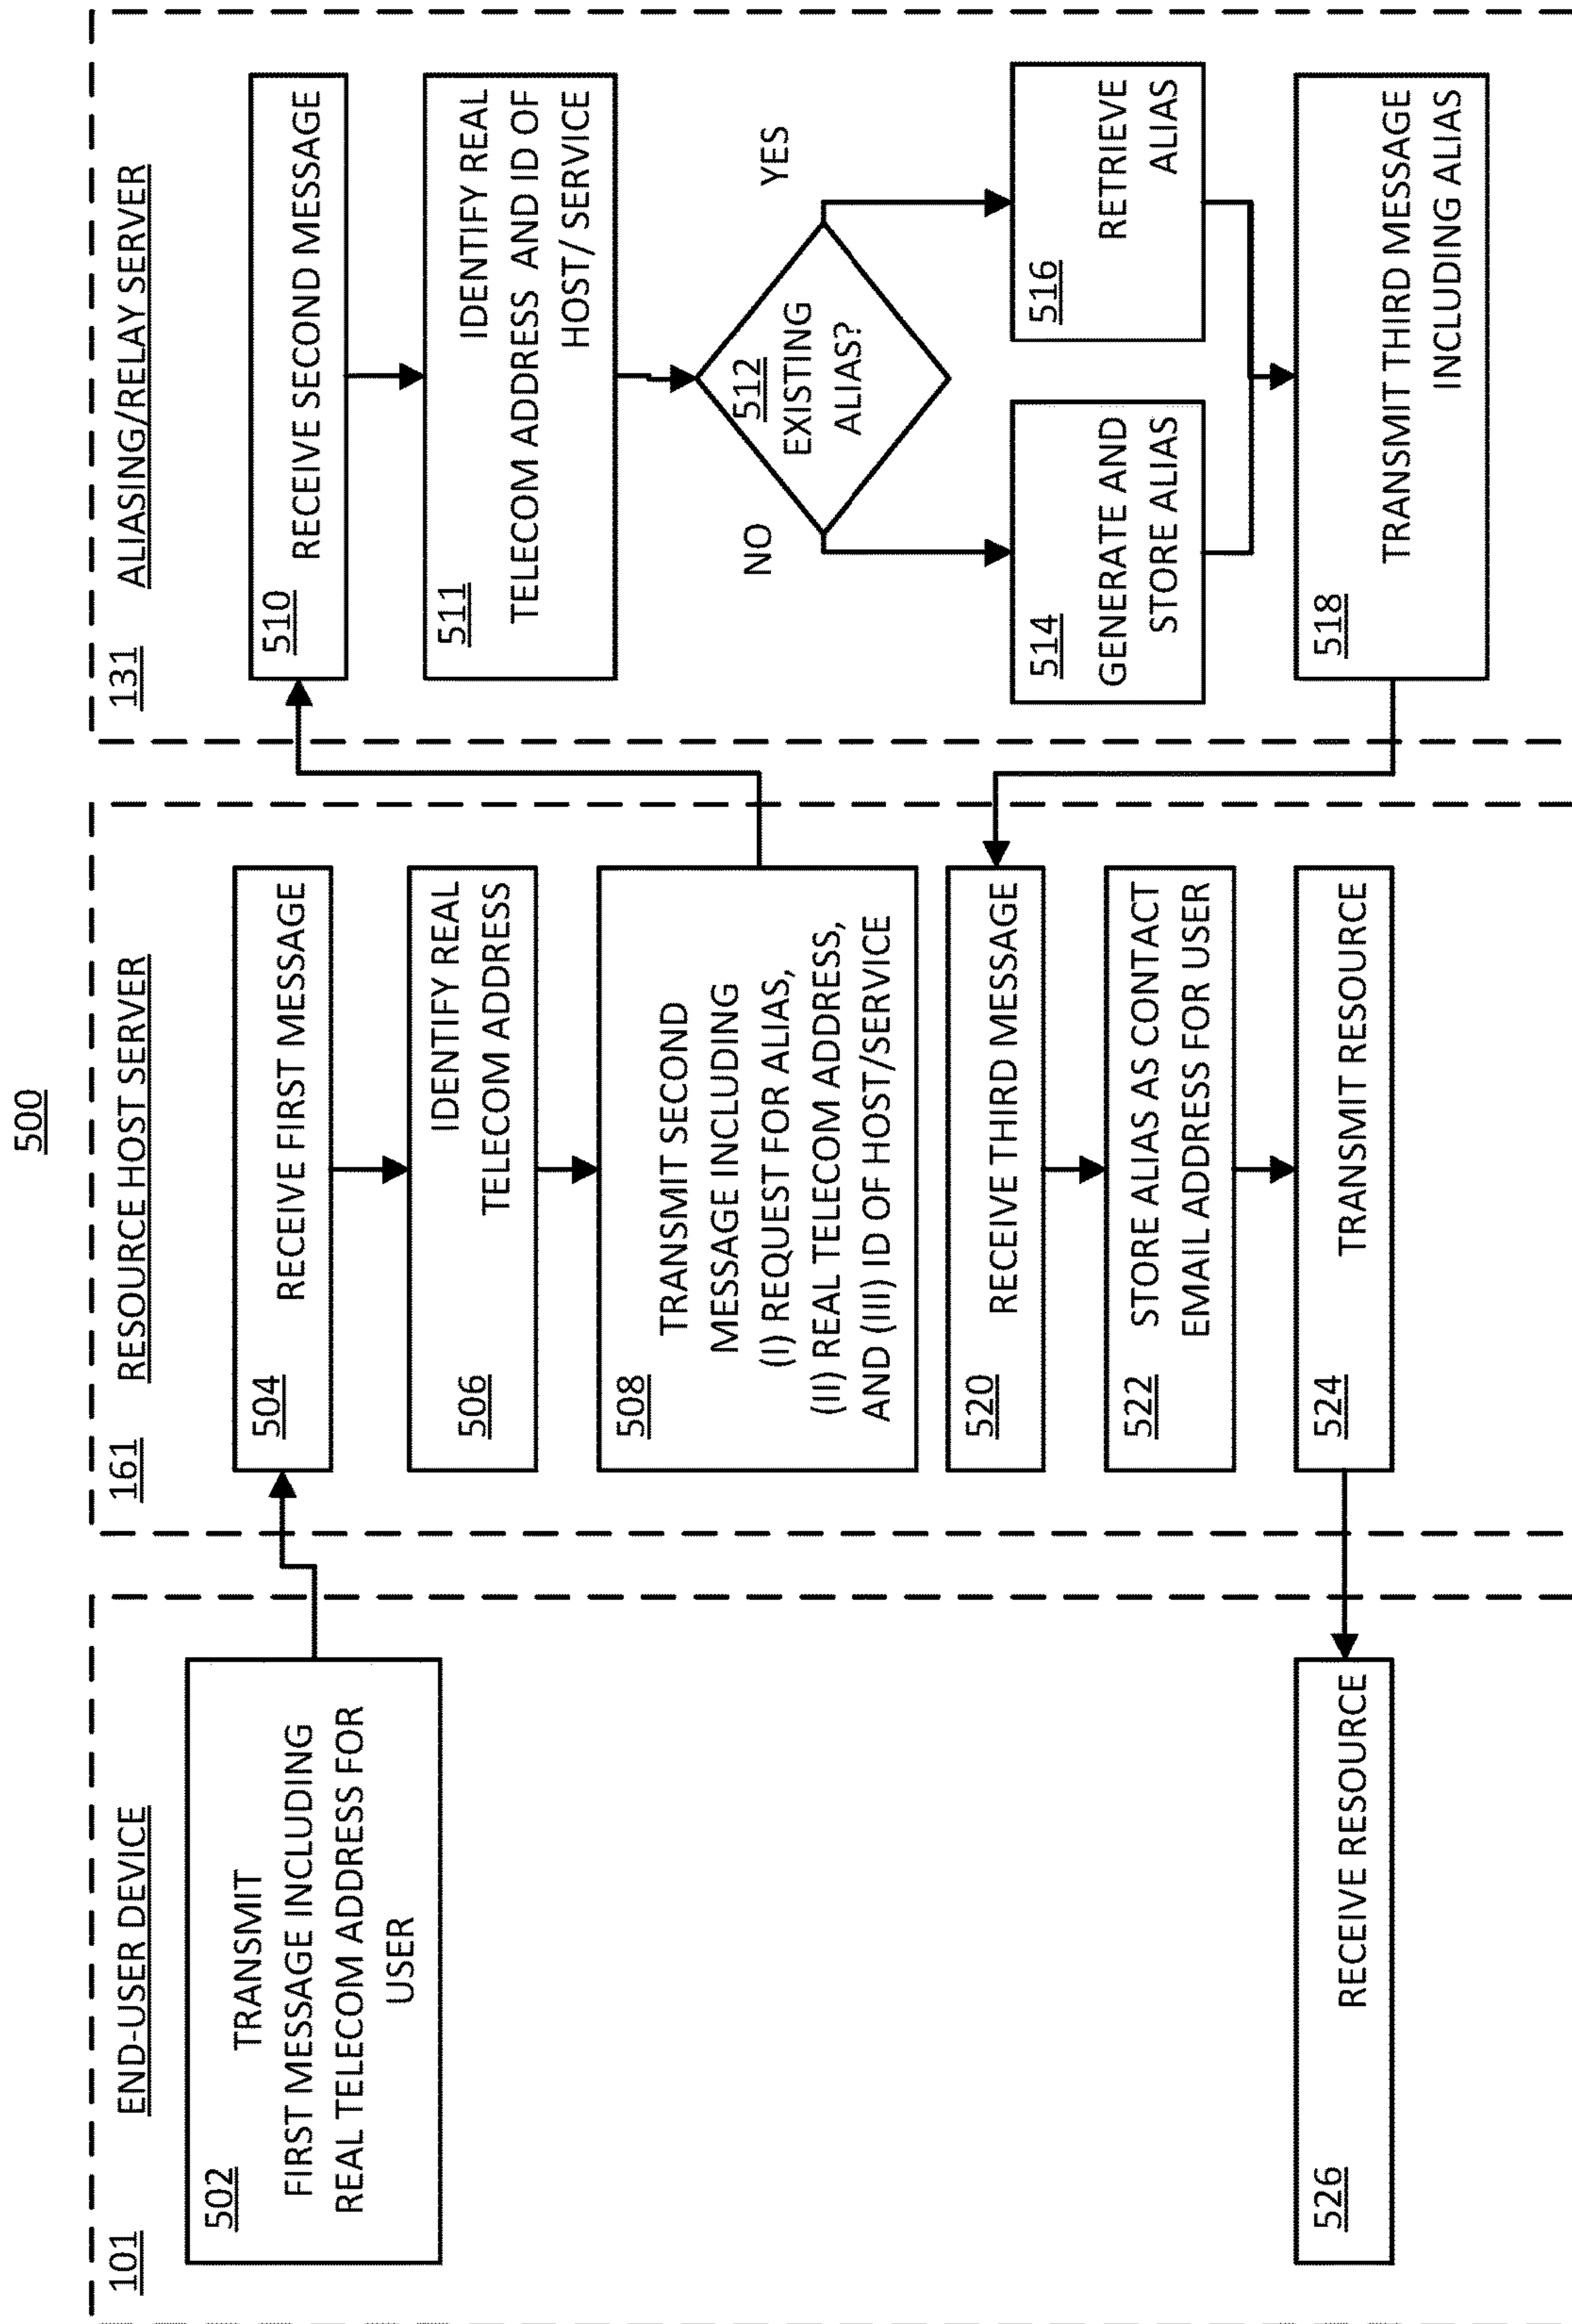 500
101 END-USER DEVICE
502
TRANSMIT
FIRST MESSAGE INCLUDING
REAL TELECOM ADDRESS FOR
USER
526
RECEIVE RESOURCE
161 RESOURCE HOST SERVER
504
RECEIVE FIRST MESSAGE
506
IDENTIFY REAL
TELECOM ADDRESS
508
TRANSMIT SECOND
MESSAGE INCLUDING
(I) REQUEST FOR ALIAS,
(II) REAL TELECOM ADDRESS,
AND (III) ID OF HOST/SERVICE
520
RECEIVE THIRD MESSAGE
522
STORE ALIAS AS CONTACT
EMAIL ADDRESS FOR USER
524
TRANSMIT RESOURCE
131 ALIASING/RELAY SERVER
510
RECEIVE SECOND MESSAGE
511
IDENTIFY REAL
TELECOM ADDRESS AND ID OF
HOST/ SERVICE
512
EXISTING
ALIAS?
NO
YES
514
GENERATE AND
STORE ALIAS
516
RETRIEVE
ALIAS
518
TRANSMIT THIRD MESSAGE
INCLUDING ALIAS